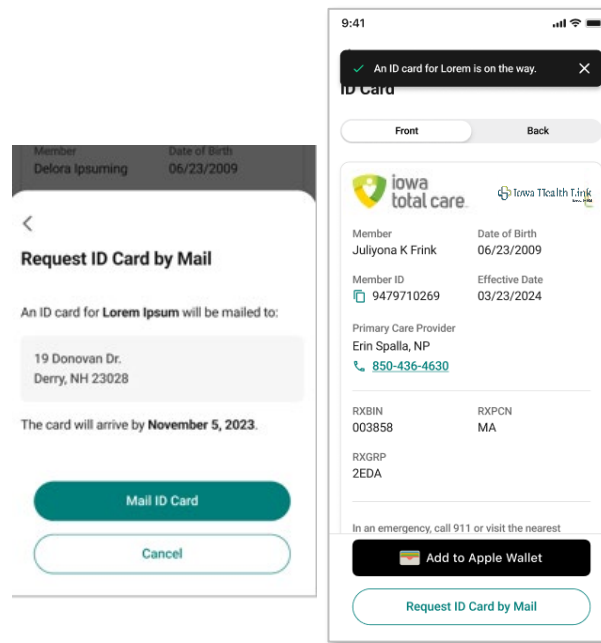 Member Date of Birth
Delora Ipsuming 06/23/2009
Request ID Card by Mail
An ID card for Lorem Ipsum will be mailed to:
19 Donovan Dr.
Derry, NH 23028
The card will arrive by November 5, 2023.
Mail ID Card
Cancel
9:41
An ID card for Lorem is on the way.
ID Card
Front Back
iowa
total care
Iowa Health Link
Member Date of Birth
Juliyona K Frink 06/23/2009
Member ID Effective Date
9479710269 03/23/2024
Primary Care Provider
Erin Spalla, NP
850-436-4630
RXBIN RXPCN
003858 MA
RXGRP
2EDA
In an emergency, call 911 or visit the nearest
Add to Apple Wallet
Request ID Card by Mail